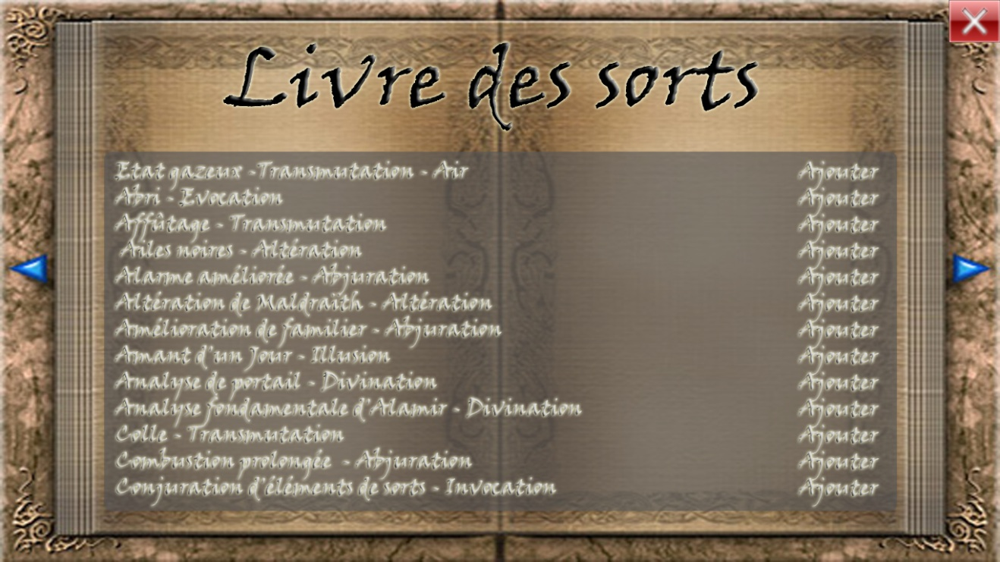 Livre des sorts
Etat gazeux -Transmutation - Air Ajouter
Abri - Evocation Ajouter
Affûtage - Transmutation Ajouter
Ailes noires - Altération Ajouter
Alarme améliorée - Abjuration Ajouter
Altération de Maldraïth - Altération Ajouter
Amélioration de familier - Abjuration Ajouter
Amant d'un Jour - Illusion Ajouter
Analyse de portail - Divination Ajouter
Analyse fondamentale d'Alamir - Divination Ajouter
Colle - Transmutation Ajouter
Combustion prolongée - Abjuration Ajouter
Conjuration d'éléments de sorts - Invocation Ajouter